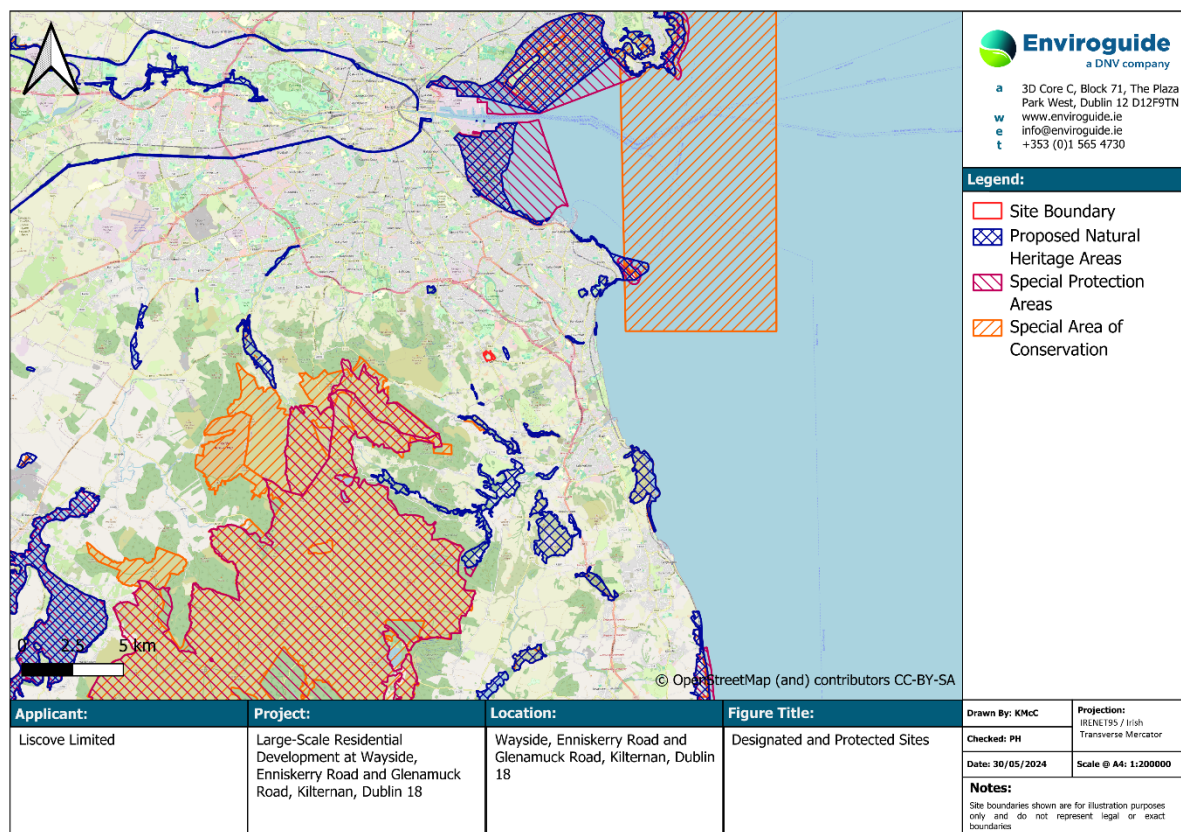 Enviroguide
a DNV company
a 3D Core C, Block 71, The Plaza
Park West, Dublin 12 D12F9TN
w www.enviroguide.ie
e info@enviroguide.ie
t +353 (0)1 565 4730
Legend:
Site Boundary
Proposed Natural
Heritage Areas
Special Protection
Areas
Special Area of
Conservation
0 2.5 5 km
© OpenStreetMap (and) contributors CC-BY-SA
Applicant:
Liscove Limited
Project:
Large-Scale Residential
Development at Wayside,
Enniskerry Road and Glenamuck
Road, Kilternan, Dublin 18
Location:
Wayside, Enniskerry Road and
Glenamuck Road, Kilternan, Dublin
18
Figure Title:
Designated and Protected Sites
Drawn By: KMcC
Checked: PH
Date: 30/05/2024
Projection:
IRENET95 / Irish
Transverse Mercator
Scale @ A4: 1:200000
Notes:
Site boundaries shown are for illustration purposes
only and do not represent legal or exact
boundaries